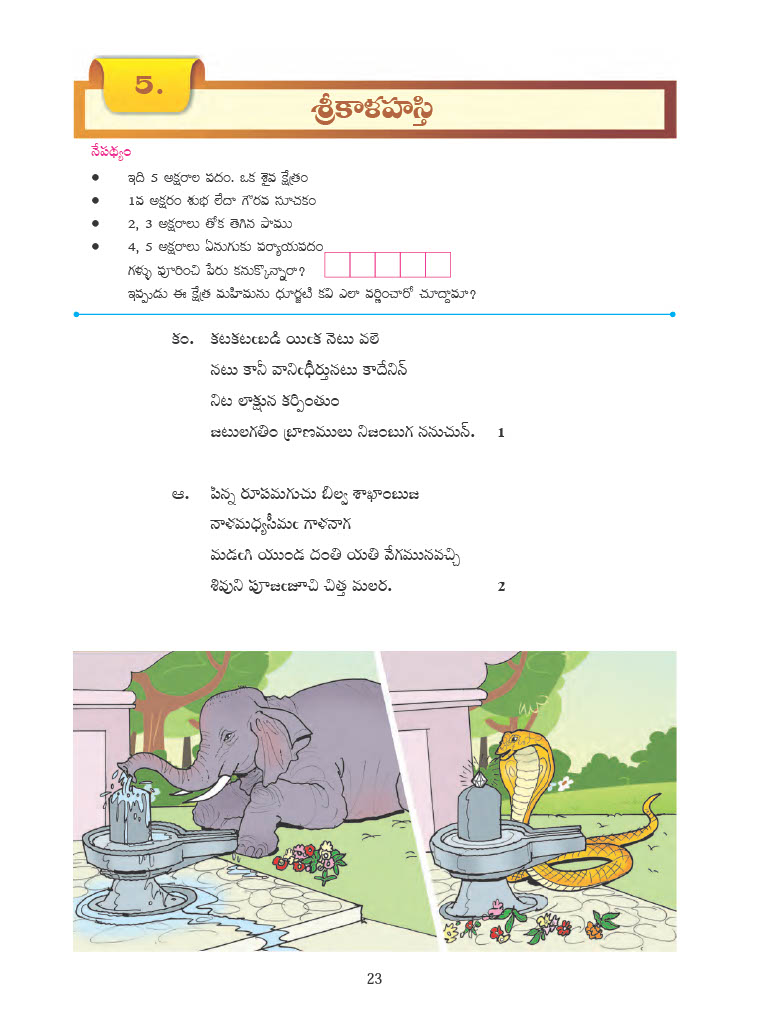 5.
శ్రీకాళహస్తి
నేపథ్యం
• ఇది 5 అక్షరాల పదం. ఒక శైవ క్షేత్రం
• 1వ అక్షరం శుభ లేదా గౌరవ సూచకం
• 2, 3 అక్షరాలు తోక తెగిన పాము
• 4, 5 అక్షరాలు ఏనుగుకు పర్యాయపదం
గళ్ళు పూరించి పేరు కనుక్కొన్నారా?
ఇప్పుడు ఈ క్షేత్ర మహిమను ధూర్జటి కవి ఎలా వర్ణించారో చూద్దామా?
కం. కటకటఁబడి యిఁక నెటు వలె
నటు కానీ వానిఁధీర్తునటు కాదేనిన్
నిట లాక్షున కర్పింతుం
జటులగతిం బ్రాణములు నిజంబుగ ననుచున్. 1
ఆ. పిన్న రూపమగుచు బిల్వ శాఖాంబుజ
నాళమధ్యసీమఁ గాళనాగ
మడఁగి యుండ దంతి యతి వేగమునవచ్చి
శివుని పూజఁజూచి చిత్త మలర. 2
23